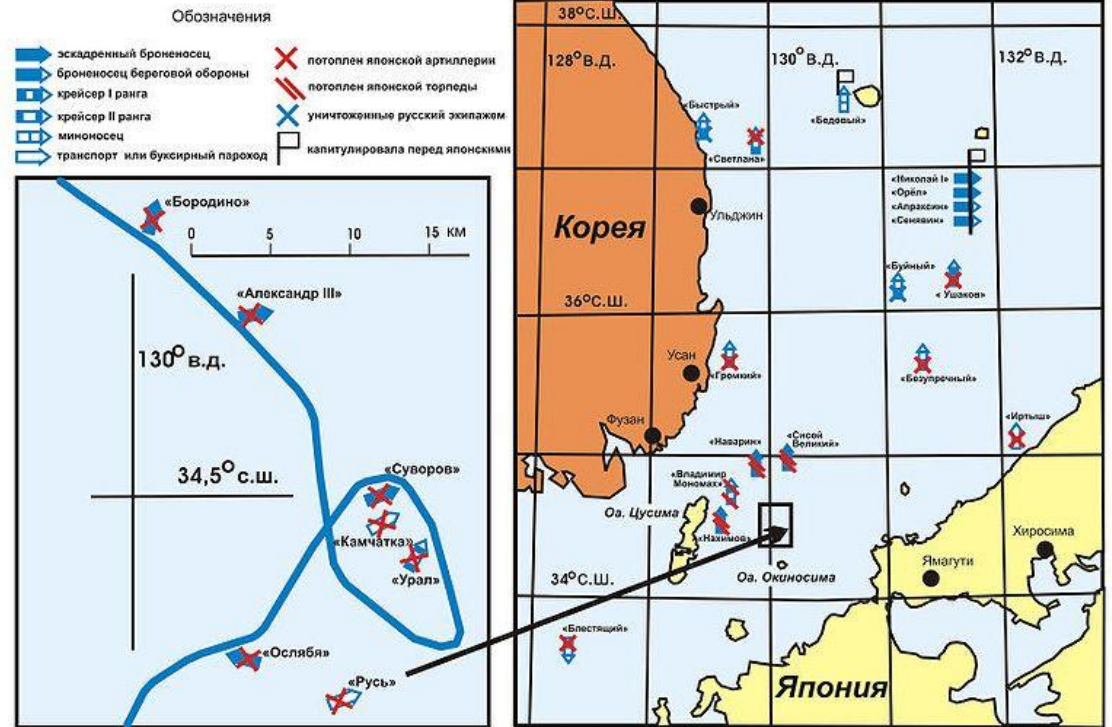 Обозначения
эскадренный броненосец
броненосец береговой обороны
крейсер I ранга
крейсер II ранга
миноносец
транспорт или буксирный пароход
потоплен японской артиллерии
потоплен японской торпеды
уничтоженные русский экипажем
капитулировала перед японскими
«Бородино»
0 5 10 15 КМ
«Александр III»
130° в.д.
«Суворов»
34,5° с.ш.
«Камчатка»
«Урал»
«Ослябя»
«Русь»
38°С.Ш.
128°В.Д.
130°В.Д.
132°В.Д.
«Быстрый»
«Бедовый»
«Светлана»
«Николай I»
«Орёл»
«Апраксин»
«Сенявин»
Ульджин
Корея
«Буйный»
«Ушаков»
36°С.Ш.
Усан
«Громкий»
«Безупречный»
Фузан
«Иртыш»
«Наварин»
«Сисой
Великий»
«Владимир
Мономах»
Оа. Цусима
«Нахимов»
Хиросима
Ямагути
34°С.Ш.
Оа. Окиносима
«Блестящий»
Япония